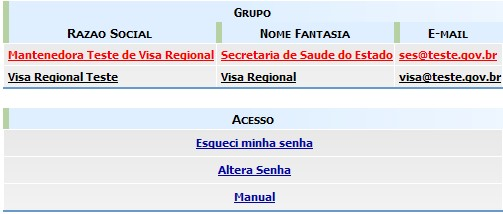 GRUPO
RAZAO SOCIAL NOME FANTASIA E-MAIL
Mantenedora Teste de Visa Regional Secretaria de Saude do Estado ses@teste.gov.br
Visa Regional Teste Visa Regional visa@teste.gov.br
ACESSO
Esqueci minha senha
Altera Senha
Manual